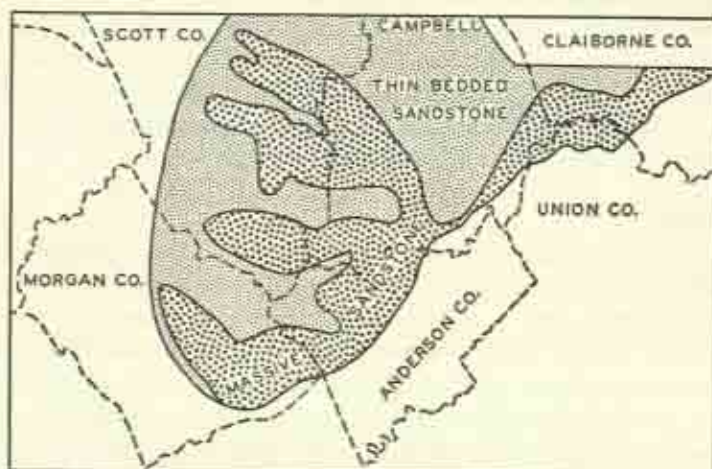 SCOTT CO.
CAMPBELL
CLAIBORNE CO.
THIN BEDDED
SANDSTONE
UNION CO.
MORGAN CO.
ANDERSON CO.
MASSIVE SANDSTONE